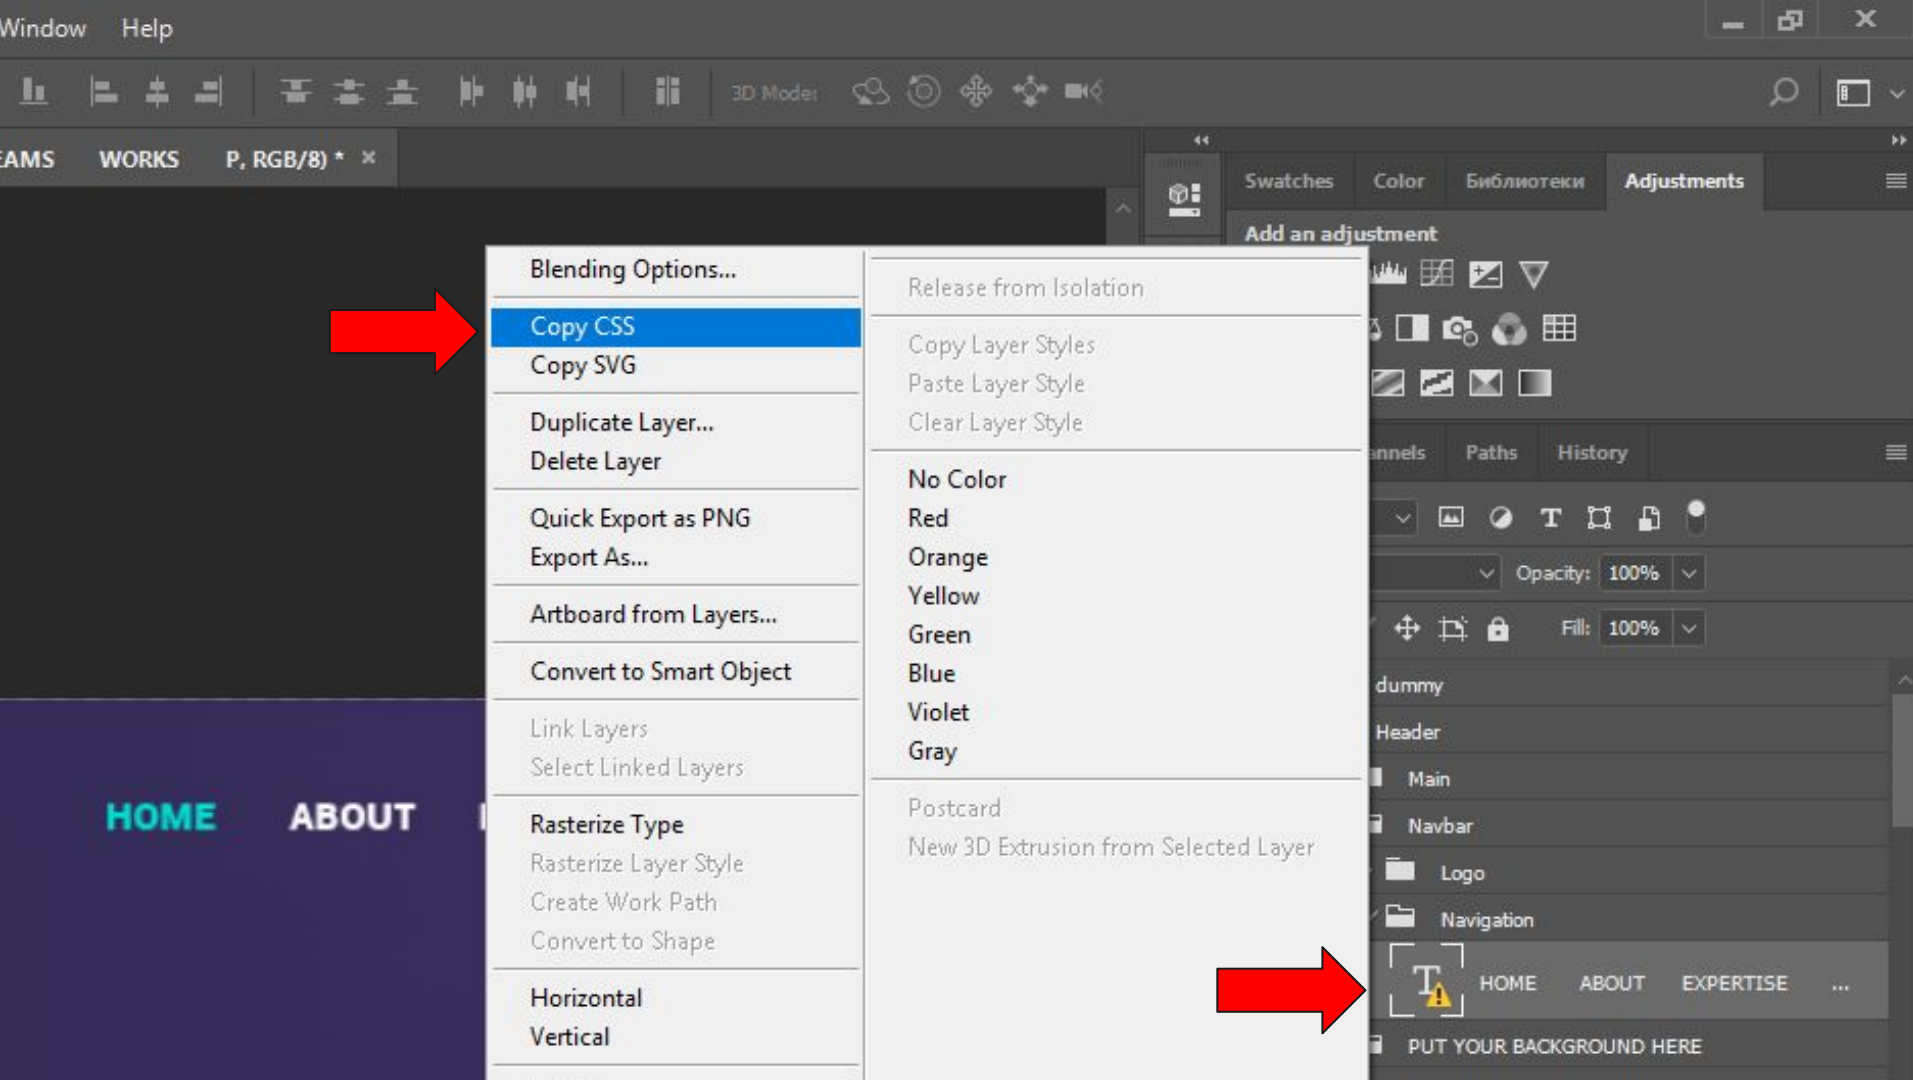 Window Help
3D Mode:
EAMS WORKS P, RGB/8) * ×
Swatches Color Библиотеки Adjustments
Add an adjustment
Blending Options...
Copy CSS
Copy SVG
Duplicate Layer...
Delete Layer
Quick Export as PNG
Export As...
Artboard from Layers...
Convert to Smart Object
Link Layers
Select Linked Layers
Rasterize Type
Rasterize Layer Style
Create Work Path
Convert to Shape
Horizontal
Vertical
Release from Isolation
Copy Layer Styles
Paste Layer Style
Clear Layer Style
No Color
Red
Orange
Yellow
Green
Blue
Violet
Gray
Postcard
New 3D Extrusion from Selected Layer
annels Paths History
Opacity: 100%
Fill: 100%
dummy
Header
Main
Navbar
Logo
Navigation
HOME ABOUT EXPERTISE ...
PUT YOUR BACKGROUND HERE
HOME ABOUT